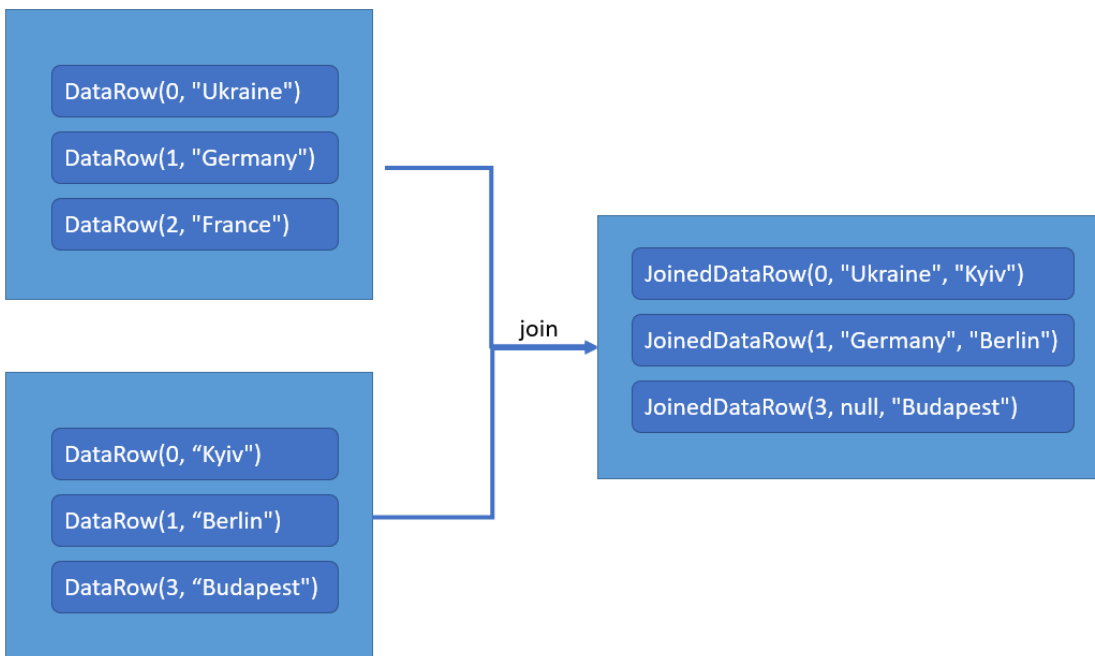 DataRow(0, "Ukraine")
DataRow(1, "Germany")
DataRow(2, "France")
DataRow(0, “Kyiv")
DataRow(1, “Berlin")
DataRow(3, “Budapest")
join
JoinedDataRow(0, "Ukraine", "Kyiv")
JoinedDataRow(1, "Germany", "Berlin")
JoinedDataRow(3, null, "Budapest")